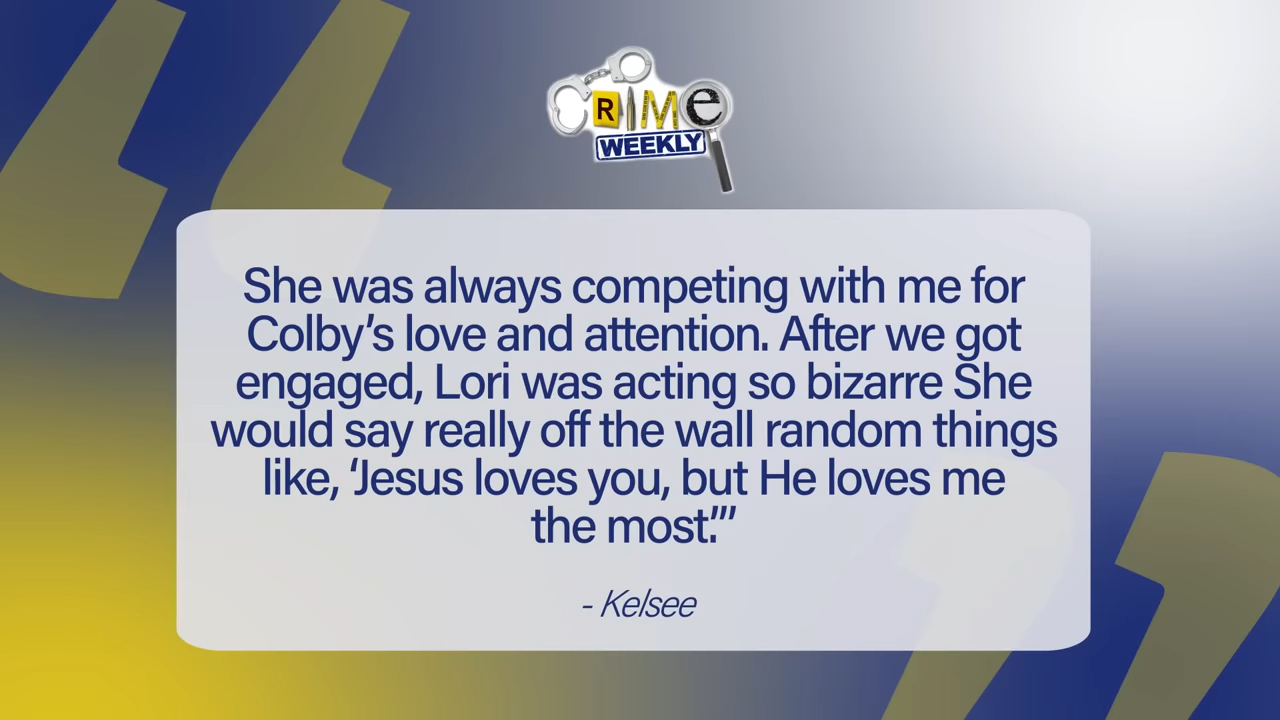 CRIME
WEEKLY
She was always competing with me for
Colby’s love and attention. After we got
engaged, Lori was acting so bizarre She
would say really off the wall random things
like, ‘Jesus loves you, but He loves me
the most.’”
- Kelsee